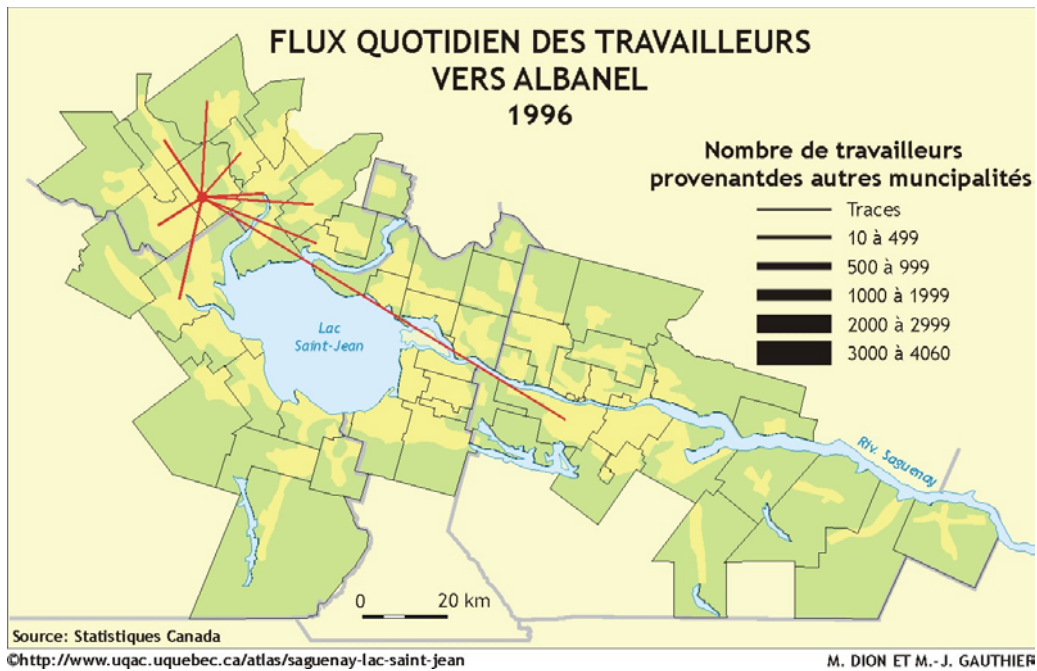 FLUX QUOTIDIEN DES TRAVAILLEURS
VERS ALBANEL
1996
Nombre de travailleurs
provenantdes autres muncipalités
Traces
10 à 499
500 à 999
1000 à 1999
2000 à 2999
3000 à 4060
Lac
Saint-Jean
Riv. Saguenay
0 20 km
Source: Statistiques Canada
©http://www.uqac.uquebec.ca/atlas/saguenay-lac-saint-jean
M. DION ET M.-J. GAUTHIER